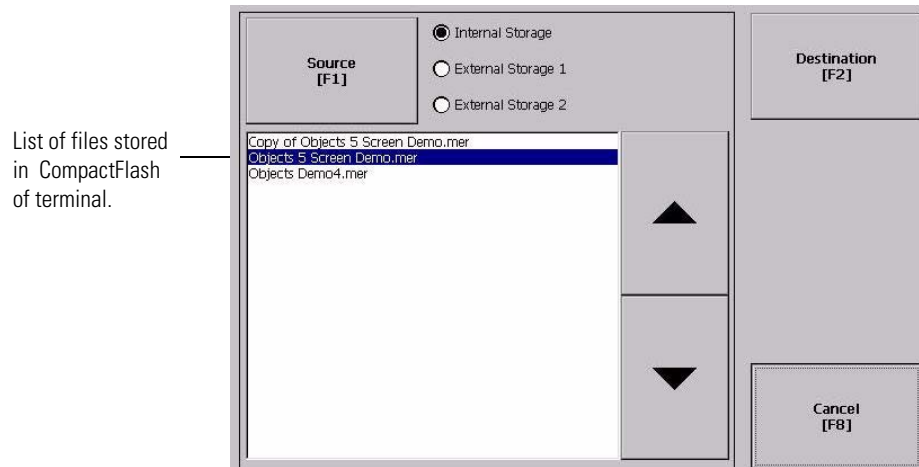 Source
[F1]
Internal Storage
External Storage 1
External Storage 2
Destination
[F2]
List of files stored
in CompactFlash
of terminal.
Copy of Objects 5 Screen Demo.mer
Objects 5 Screen Demo.mer
Objects Demo4.mer
Cancel
[F8]